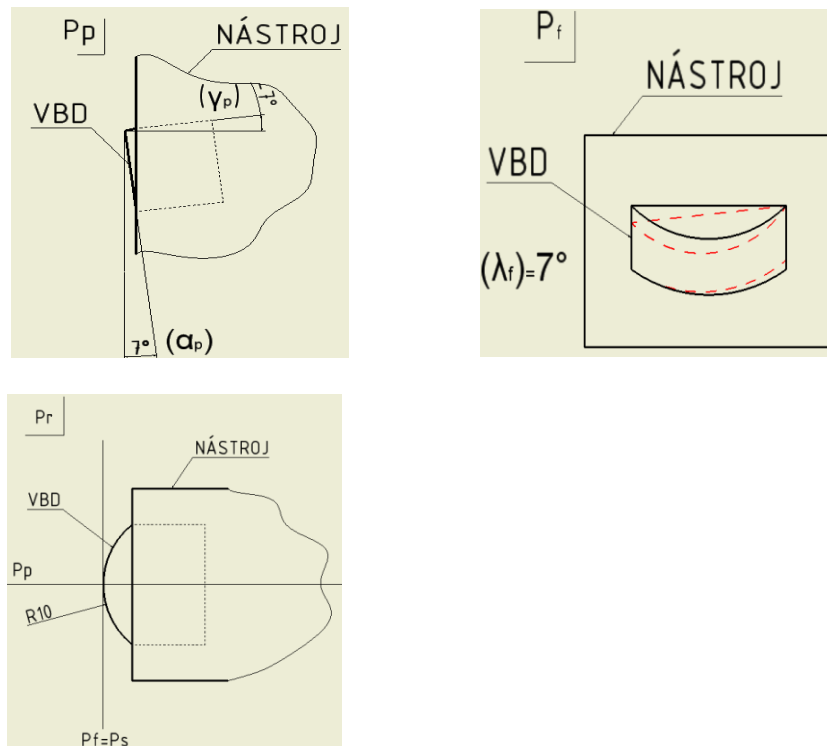 Pp
NÁSTROJ
(γp)
-7°
VBD
7°
(αp)
Pf
NÁSTROJ
VBD
(λf)=7°
Pr
NÁSTROJ
VBD
Pp
R10
Pf=Ps